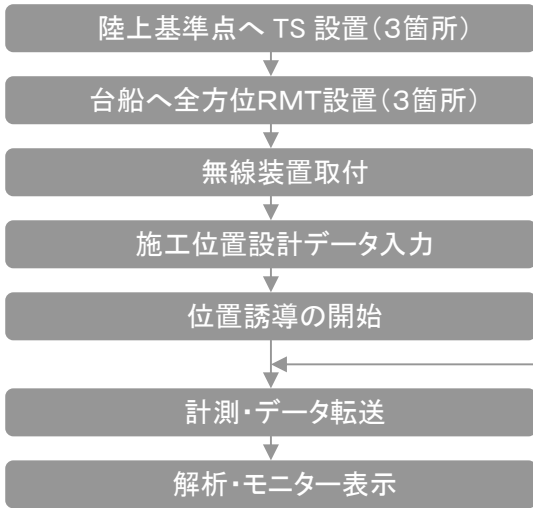 陸上基準点へ TS 設置(3箇所)
台船へ全方位RMT設置(3箇所)
無線装置取付
施工位置設計データ入力
位置誘導の開始
計測・データ転送
解析・モニター表示